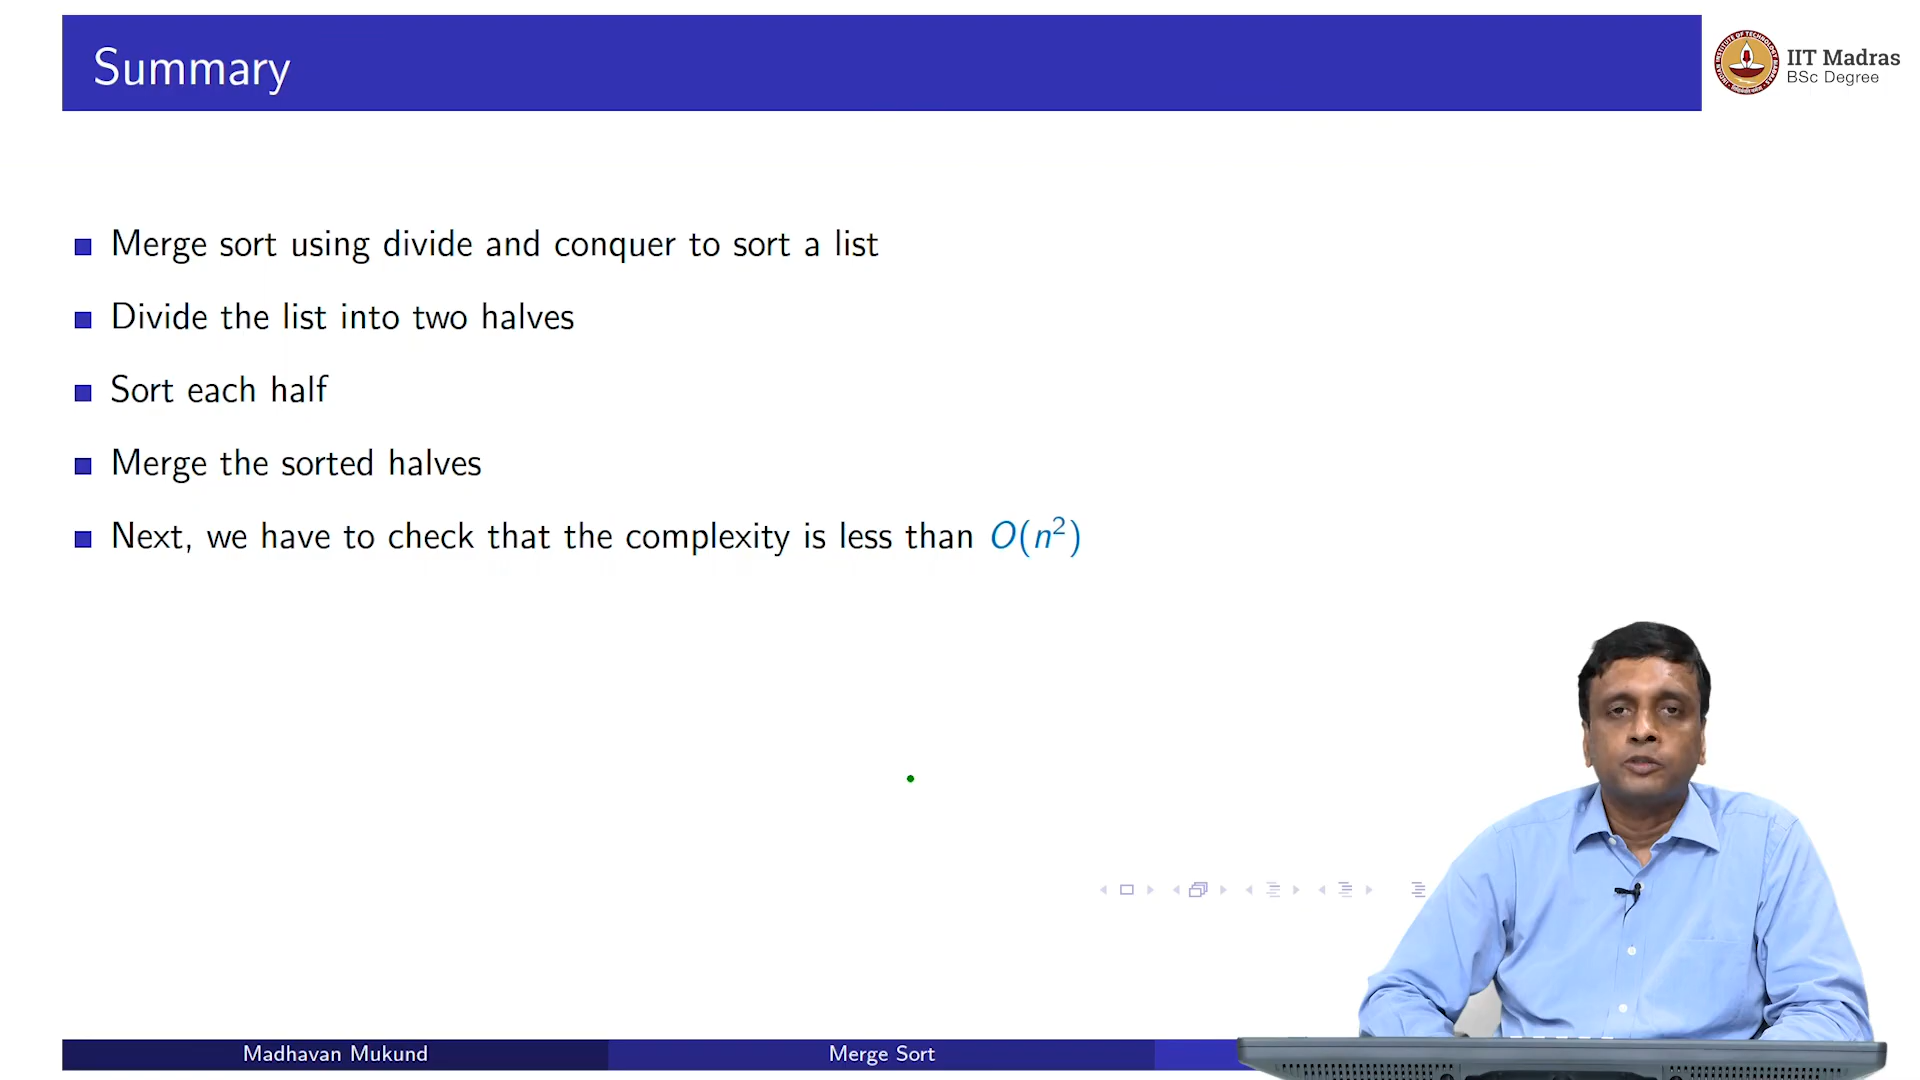 Summary
IIT Madras
BSc Degree
Merge sort using divide and conquer to sort a list
Divide the list into two halves
Sort each half
Merge the sorted halves
Next, we have to check that the complexity is less than O(n²)
Madhavan Mukund
Merge Sort